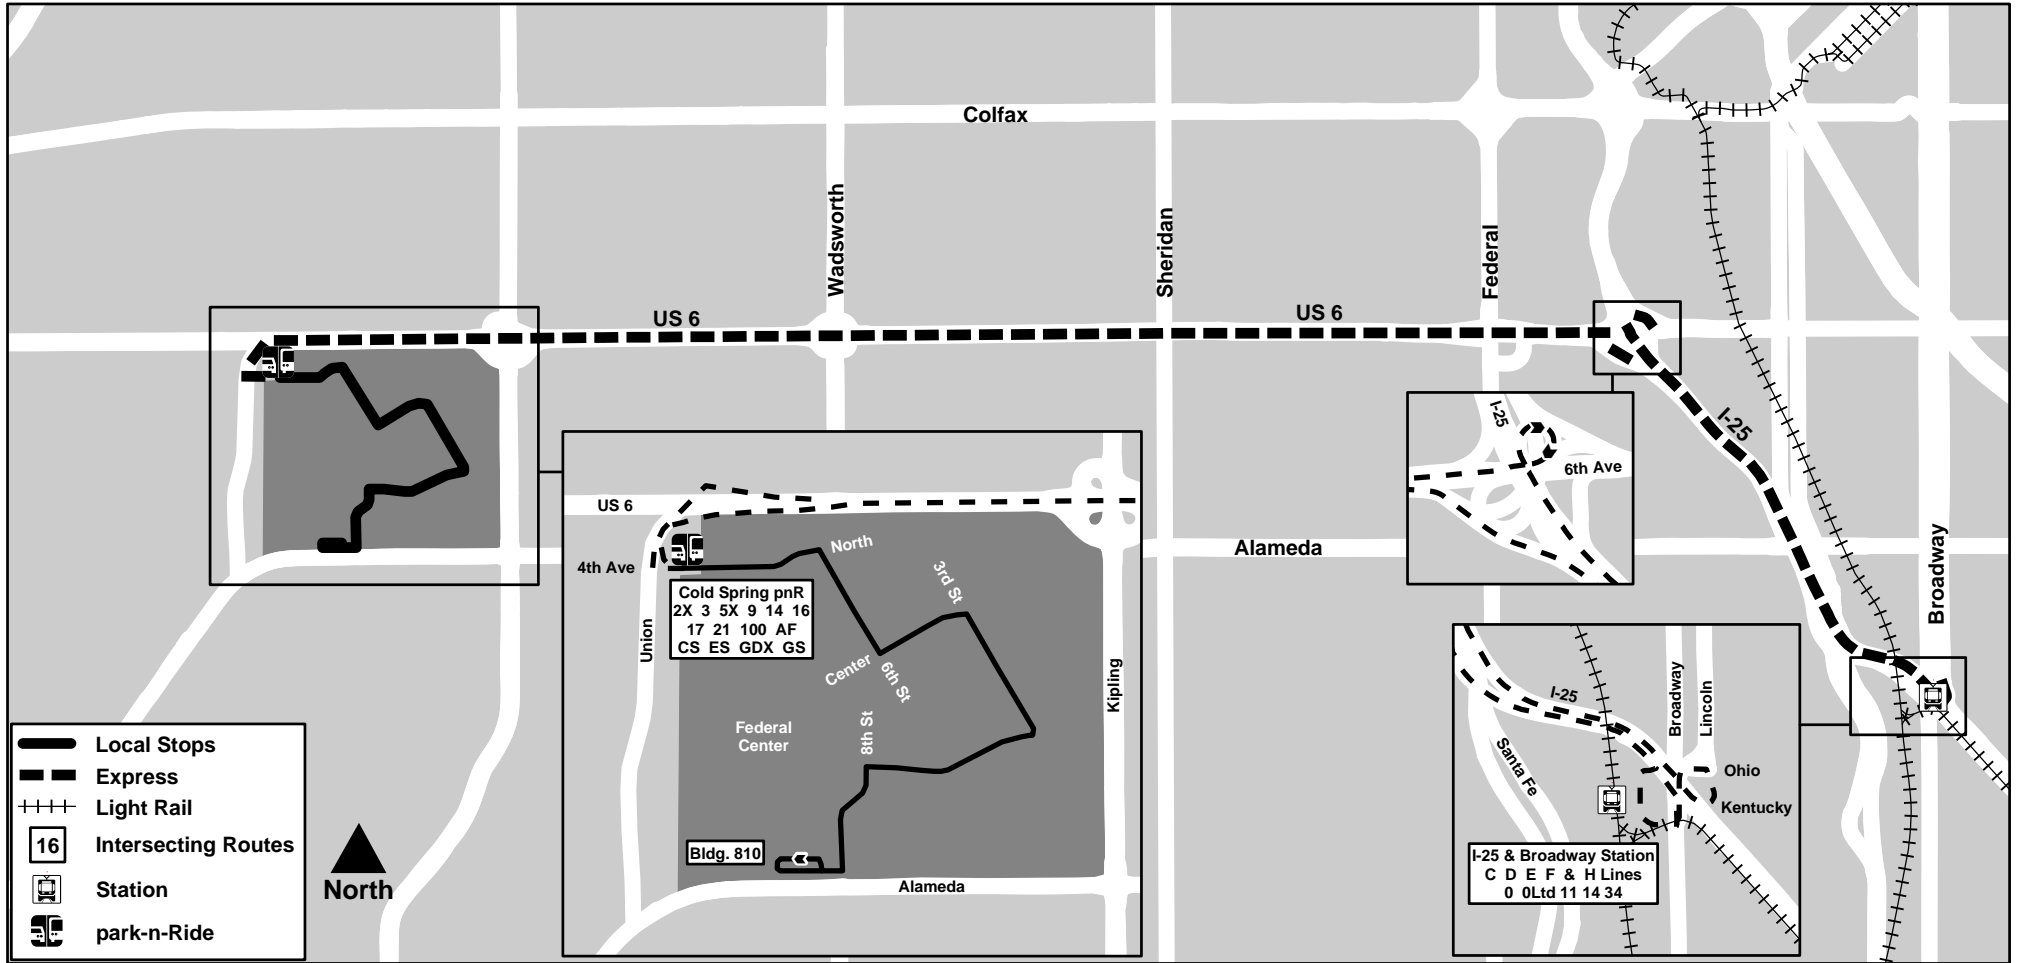 Colfax
Wadsworth
Sheridan
Federal
US 6
US 6
I-25
Alameda
Broadway
I-25
6th Ave
US 6
4th Ave
North
3rd St
Cold Spring pnR
2X 3 5X 9 14 16
17 21 100 AF
CS ES GDX GS
Union
Center
6th St
Kipling
Federal
Center
8th St
Bldg. 810
Alameda
I-25
Broadway
Lincoln
Santa Fe
Ohio
Kentucky
I-25 & Broadway Station
C D E F & H Lines
0 0Ltd 11 14 34
Local Stops
Express
Light Rail
16 Intersecting Routes
Station
park-n-Ride
North